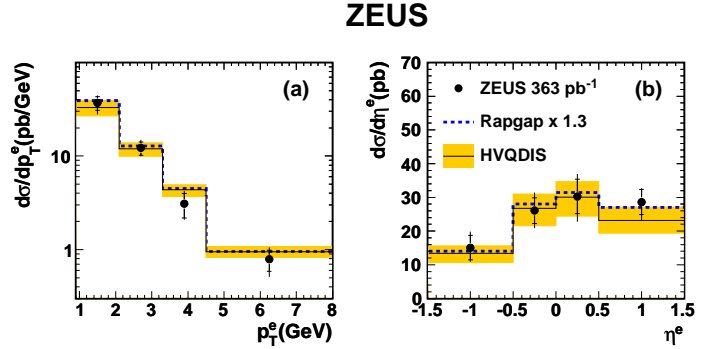 ZEUS
dσ/dp_T^e(pb/GeV)
(a)
10
1
1 2 3 4 5 6 7 8
p_T^e(GeV)
dσ/dη^e(pb)
70
60
50
40
30
20
10
0
ZEUS 363 pb⁻¹ (b)
Rapgap x 1.3
HVQDIS
-1.5 -1 -0.5 0 0.5 1 1.5
η^e